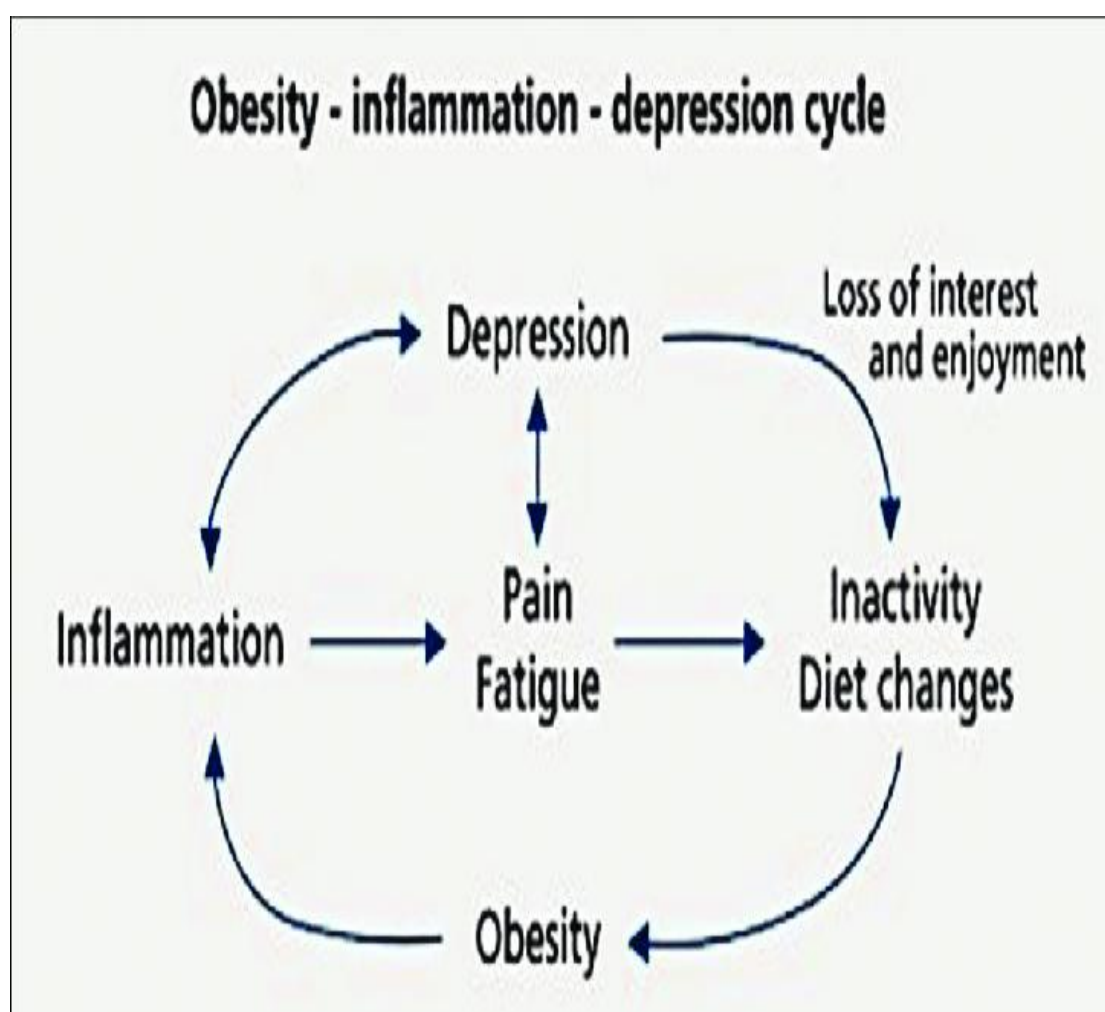 Obesity - inflammation - depression cycle
Loss of interest
and enjoyment
Depression
Pain
Fatigue
Inflammation
Inactivity
Diet changes
Obesity